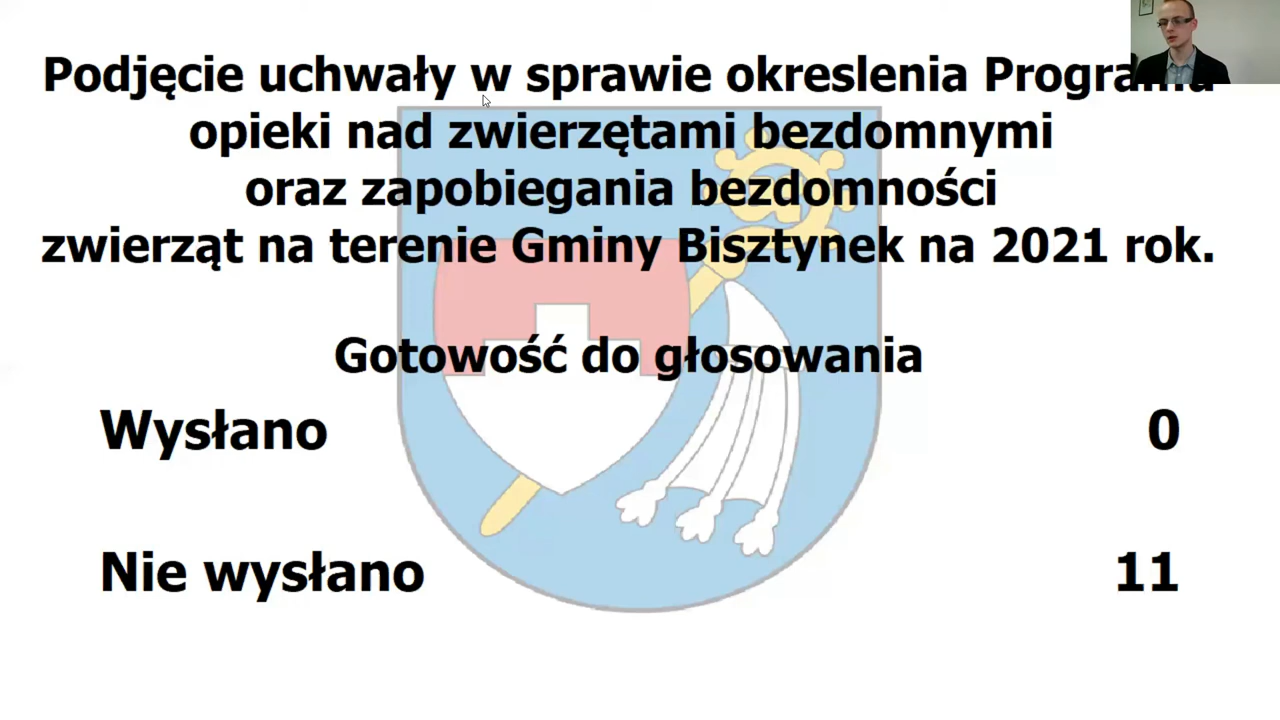 Podjęcie uchwały w sprawie okreslenia Programu
opieki nad zwierzętami bezdomnymi
oraz zapobiegania bezdomności
zwierząt na terenie Gminy Bisztynek na 2021 rok.
Gotowość do głosowania
Wysłano 0
Nie wysłano 11